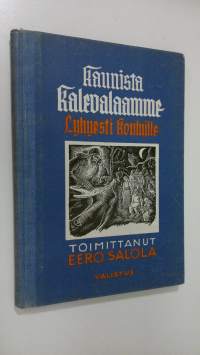 Kaunista
Kalevalaamme
Lyhyesti kouluille
TOIMITTANUT
EERO SALOLA
VALISTUS